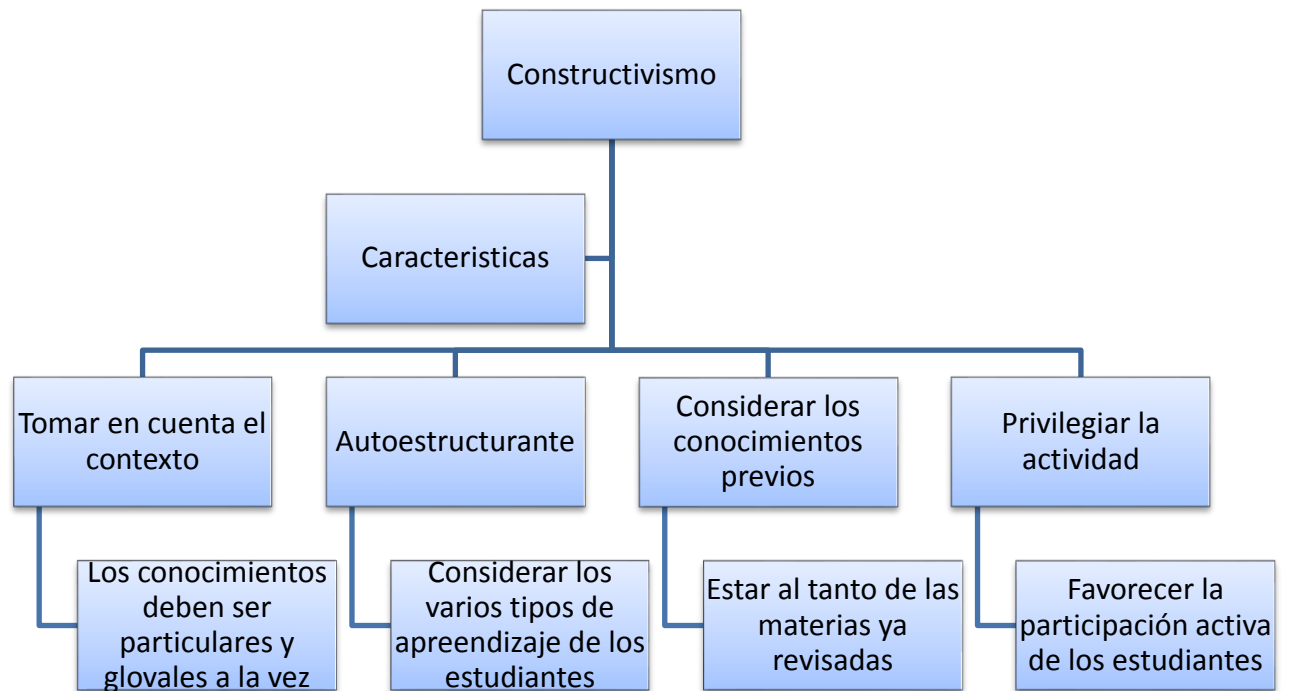 Constructivismo
Caracteristicas
Tomar en cuenta el
contexto
Autoestructurante
Considerar los
conocimientos
previos
Privilegiar la
actividad
Los conocimientos
deben ser
particulares y
glovales a la vez
Considerar los
varios tipos de
apreendizaje de los
estudiantes
Estar al tanto de las
materias ya
revisadas
Favorecer la
participación activa
de los estudiantes